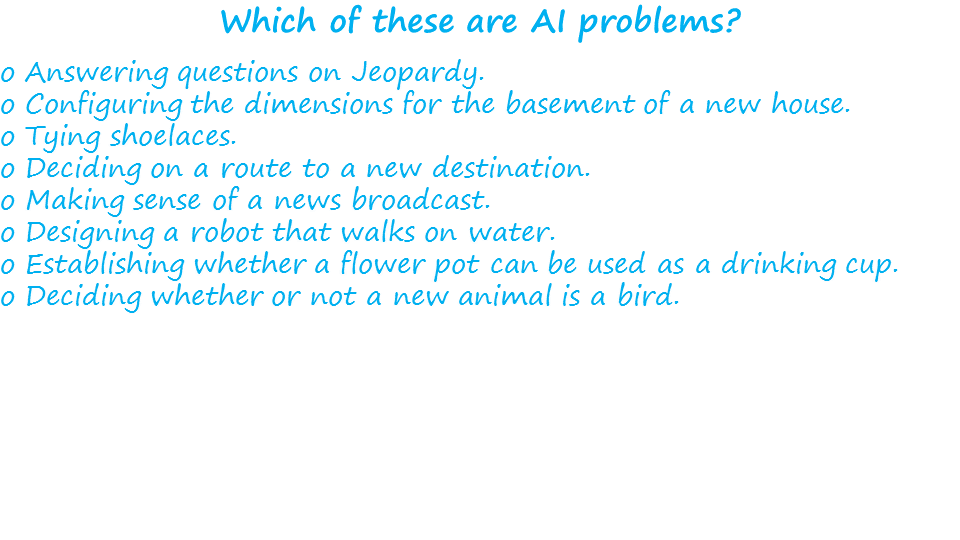 Which of these are AI problems?
o Answering questions on Jeopardy.
o Configuring the dimensions for the basement of a new house.
o Tying shoelaces.
o Deciding on a route to a new destination.
o Making sense of a news broadcast.
o Designing a robot that walks on water.
o Establishing whether a flower pot can be used as a drinking cup.
o Deciding whether or not a new animal is a bird.